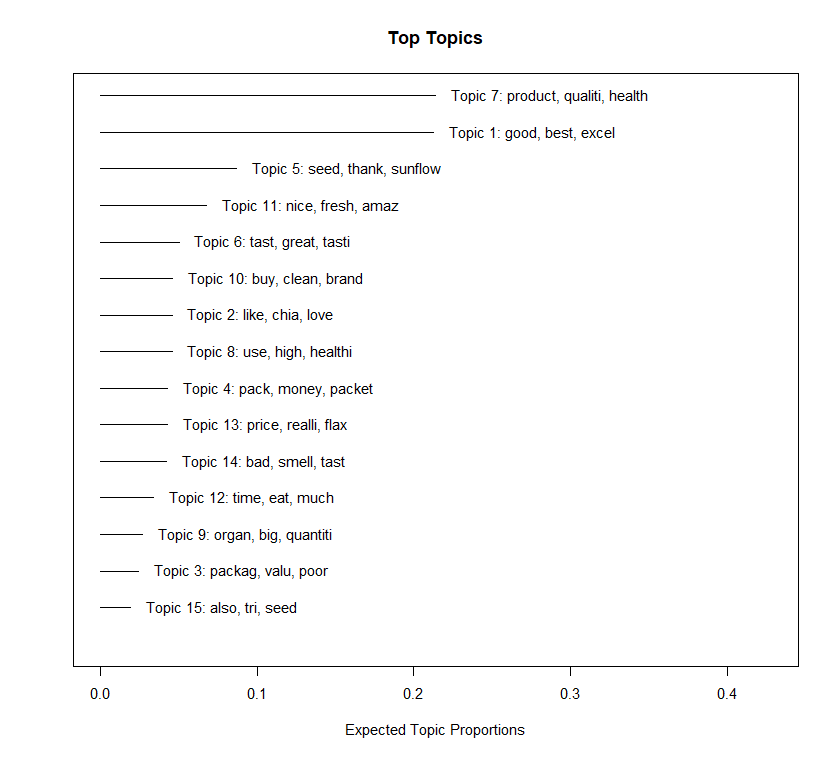 Top Topics
Topic 7: product, qualiti, health
Topic 1: good, best, excel
Topic 5: seed, thank, sunflow
Topic 11: nice, fresh, amaz
Topic 6: tast, great, tasti
Topic 10: buy, clean, brand
Topic 2: like, chia, love
Topic 8: use, high, healthi
Topic 4: pack, money, packet
Topic 13: price, realli, flax
Topic 14: bad, smell, tast
Topic 12: time, eat, much
Topic 9: organ, big, quantiti
Topic 3: packag, valu, poor
Topic 15: also, tri, seed
0.0 0.1 0.2 0.3 0.4
Expected Topic Proportions